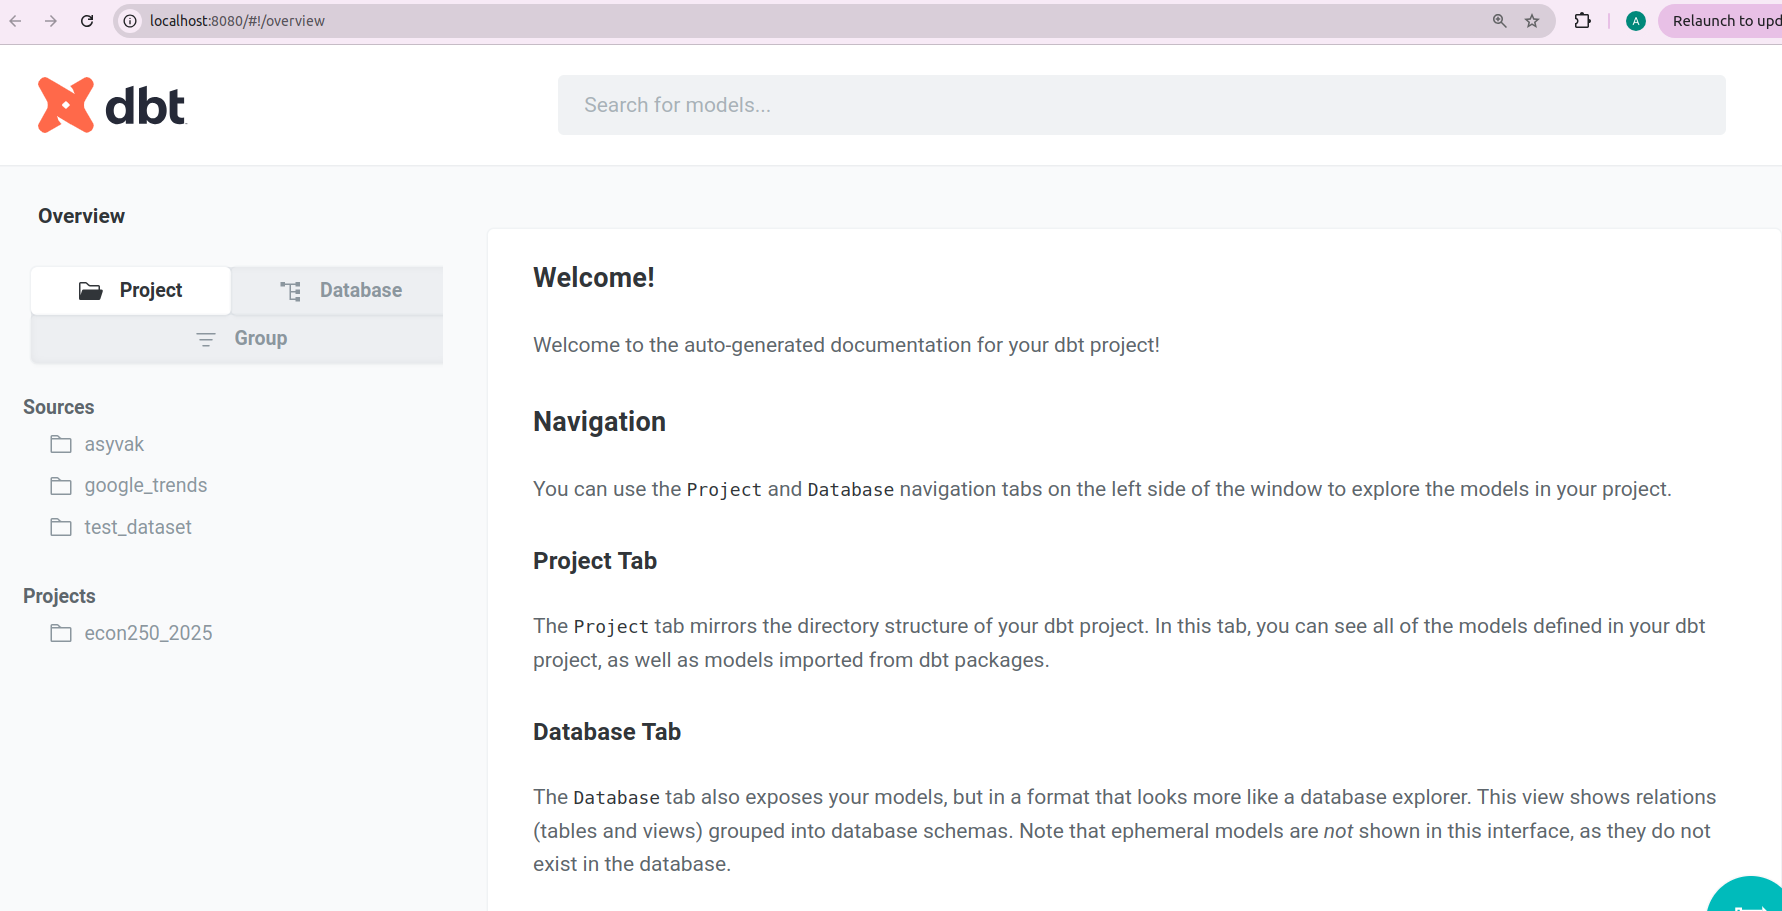 localhost:8080/#!/overview
A
Relaunch to upd
dbt
Search for models...
Overview
Project
Database
Group
Sources
asyvak
google_trends
test_dataset
Projects
econ250_2025
Welcome!
Welcome to the auto-generated documentation for your dbt project!
Navigation
You can use the Project and Database navigation tabs on the left side of the window to explore the models in your project.
Project Tab
The Project tab mirrors the directory structure of your dbt project. In this tab, you can see all of the models defined in your dbt
project, as well as models imported from dbt packages.
Database Tab
The Database tab also exposes your models, but in a format that looks more like a database explorer. This view shows relations
(tables and views) grouped into database schemas. Note that ephemeral models are not shown in this interface, as they do not
exist in the database.